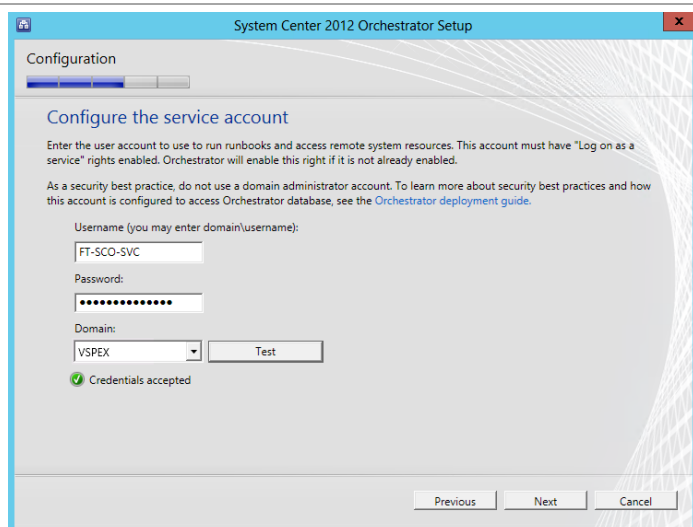 System Center 2012 Orchestrator Setup
x
Configuration
Configure the service account
Enter the user account to use to run runbooks and access remote system resources. This account must have "Log on as a
service" rights enabled. Orchestrator will enable this right if it is not already enabled.
As a security best practice, do not use a domain administrator account. To learn more about security best practices and how
this account is configured to access Orchestrator database, see the Orchestrator deployment guide.
Username (you may enter domain\username):
FT-SCO-SVC
Password:
••••••••••••••
Domain:
VSPEX
Test
Credentials accepted
Previous
Next
Cancel